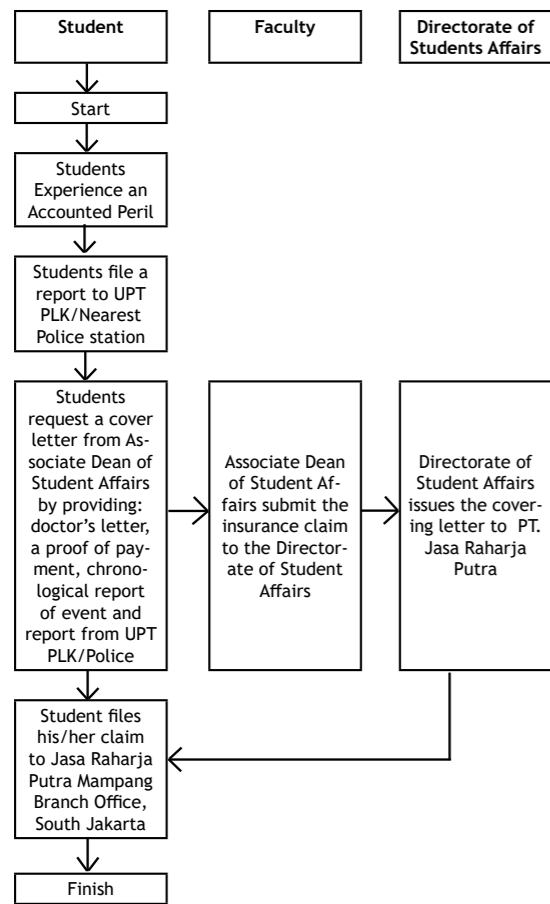 Student
Faculty
Directorate of
Students Affairs
Start
Students
Experience an
Accounted Peril
Students file a
report to UPT
PLK/Nearest
Police station
Students
request a cover
letter from As-
sociate Dean of
Student Affairs
by providing:
doctor's letter,
a proof of pay-
ment, chrono-
logical report
of event and
report from UPT
PLK/Police
Associate Dean
of Student Af-
fairs submit the
insurance claim
to the Director-
ate of Student
Affairs
Directorate of
Student Affairs
issues the cover-
ing letter to PT.
Jasa Raharja
Putra
Student files
his/her claim
to Jasa Raharja
Putra Mampang
Branch Office,
South Jakarta
Finish